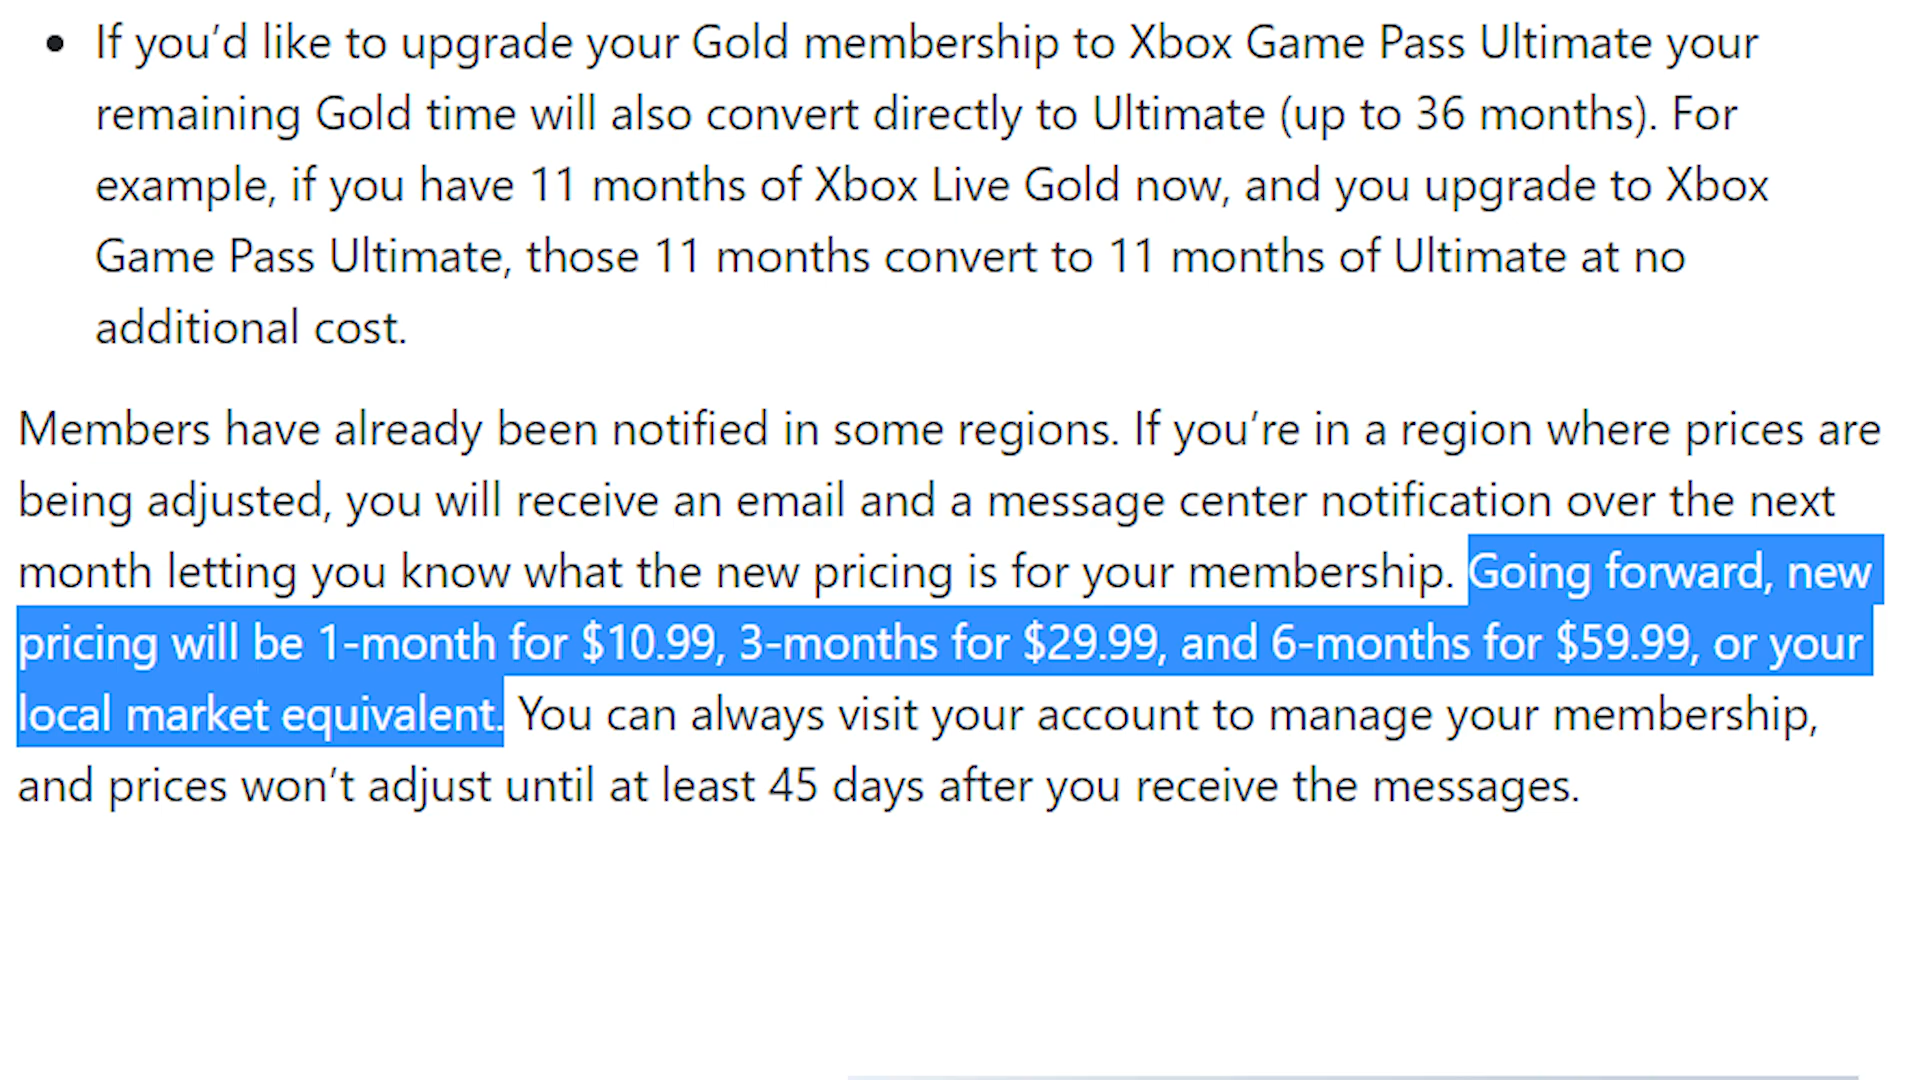 • If you’d like to upgrade your Gold membership to Xbox Game Pass Ultimate your
remaining Gold time will also convert directly to Ultimate (up to 36 months). For
example, if you have 11 months of Xbox Live Gold now, and you upgrade to Xbox
Game Pass Ultimate, those 11 months convert to 11 months of Ultimate at no
additional cost.
Members have already been notified in some regions. If you’re in a region where prices are
being adjusted, you will receive an email and a message center notification over the next
month letting you know what the new pricing is for your membership. Going forward, new
pricing will be 1-month for $10.99, 3-months for $29.99, and 6-months for $59.99, or your
local market equivalent. You can always visit your account to manage your membership,
and prices won’t adjust until at least 45 days after you receive the messages.